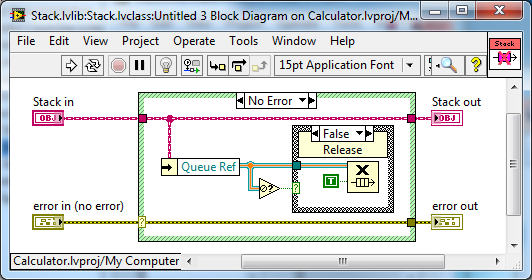 Stack.lvlib:Stack.lvclass:Untitled 3 Block Diagram on Calculator.lvproj/M...
File Edit View Project Operate Tools Window
15pt Application Font
Stack
No Error
Stack in
Stack out
OBJ
OBJ
False
Release
Queue Ref
?
T
error in (no error)
error out
?
Calculator.lvproj/My Computer